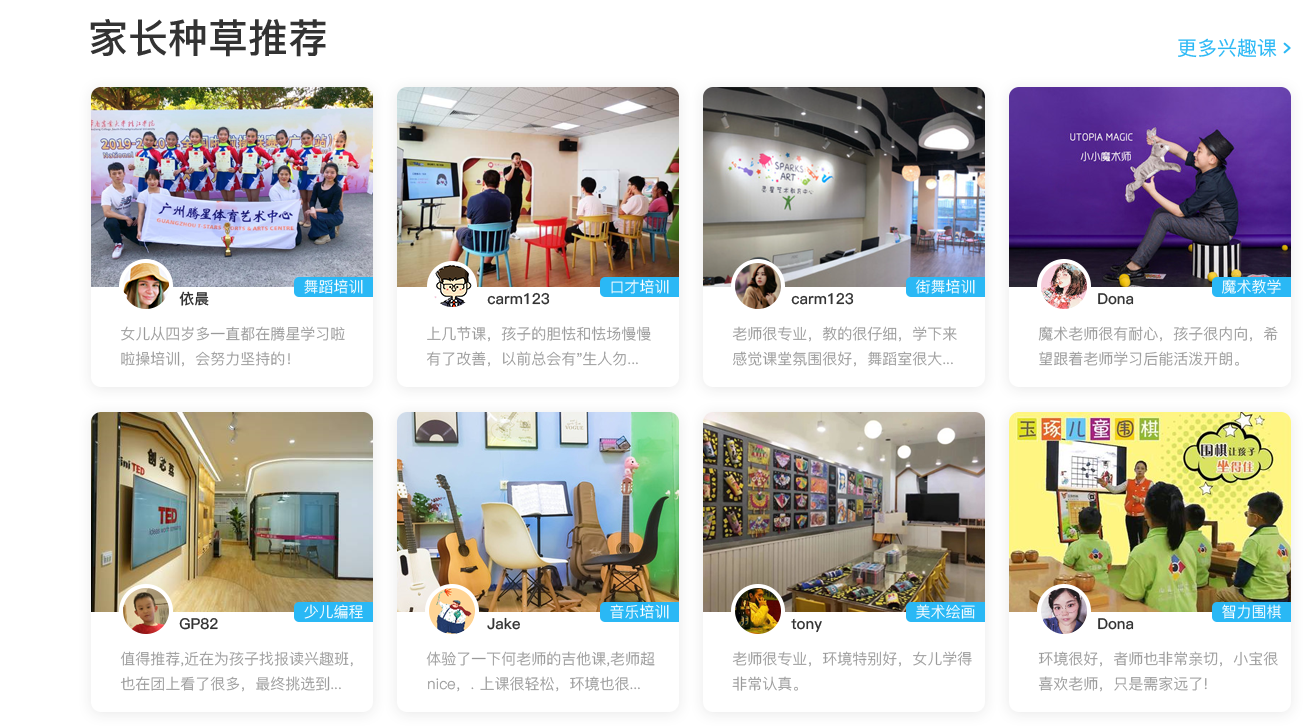 家长种草推荐
更多兴趣课
2019-2020
广州腾星体育艺术中心
GUANGZHOU T STARS SPORTS & ARTS CENTRE
舞蹈培训
依晨
女儿从四岁多一直都在腾星学习啦
啦操培训，会努力坚持的！
口才培训
carm123
上几节课，孩子的胆怯和怯场慢慢
有了改善，以前总会有”生人勿...
SPARKS
ART
街舞培训
carm123
老师很专业，教的很仔细，学下来
感觉课堂氛围很好，舞蹈室很大...
UTOPIA MAGIC
小小魔术师
魔术教学
Dona
魔术老师很有耐心，孩子很内向，希
望跟着老师学习后能活泼开朗。
ini TED
TED
Ideas worth spreading
少儿编程
GP82
值得推荐,近在为孩子找报读兴趣班，
也在团上看了很多，最终挑选到...
VOGUE
音乐培训
Jake
体验了一下何老师的吉他课,老师超
nice，. 上课很轻松，环境也很...
美术绘画
tony
老师很专业，环境特别好，女儿学得
非常认真。
玉琢儿童围棋
围棋让孩子
坐得住
智力围棋
Dona
环境很好，者师也非常亲切，小宝很
喜欢老师，只是需家远了!